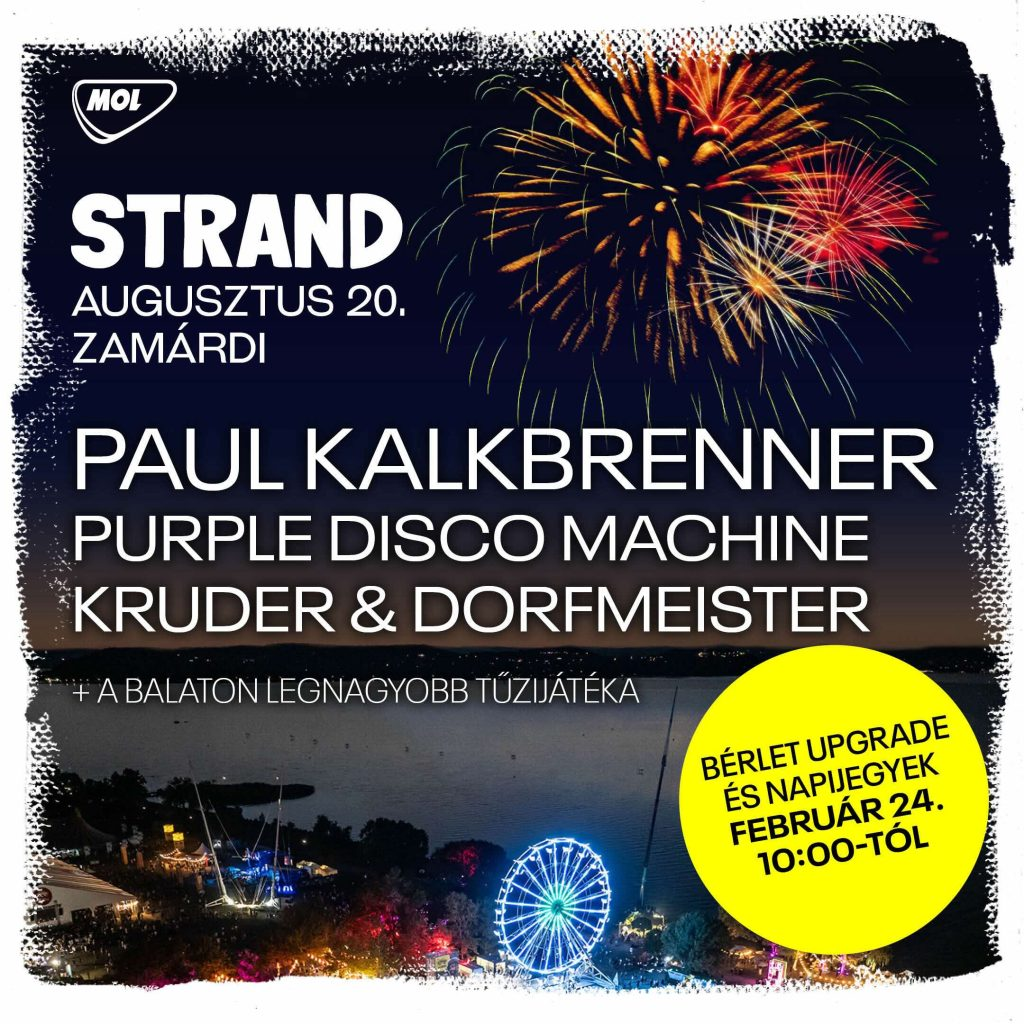 MOL
STRAND
AUGUSZTUS 20.
ZAMÁRDI
PAUL KALKBRENNER
PURPLE DISCO MACHINE
KRUDER & DORFMEISTER
+ A BALATON LEGNAGYOBB TŰZIJÁTÉKA
BÉRLET UPGRADE
ÉS NAPIJEGYEK
FEBRUÁR 24.
10:00-TÓL